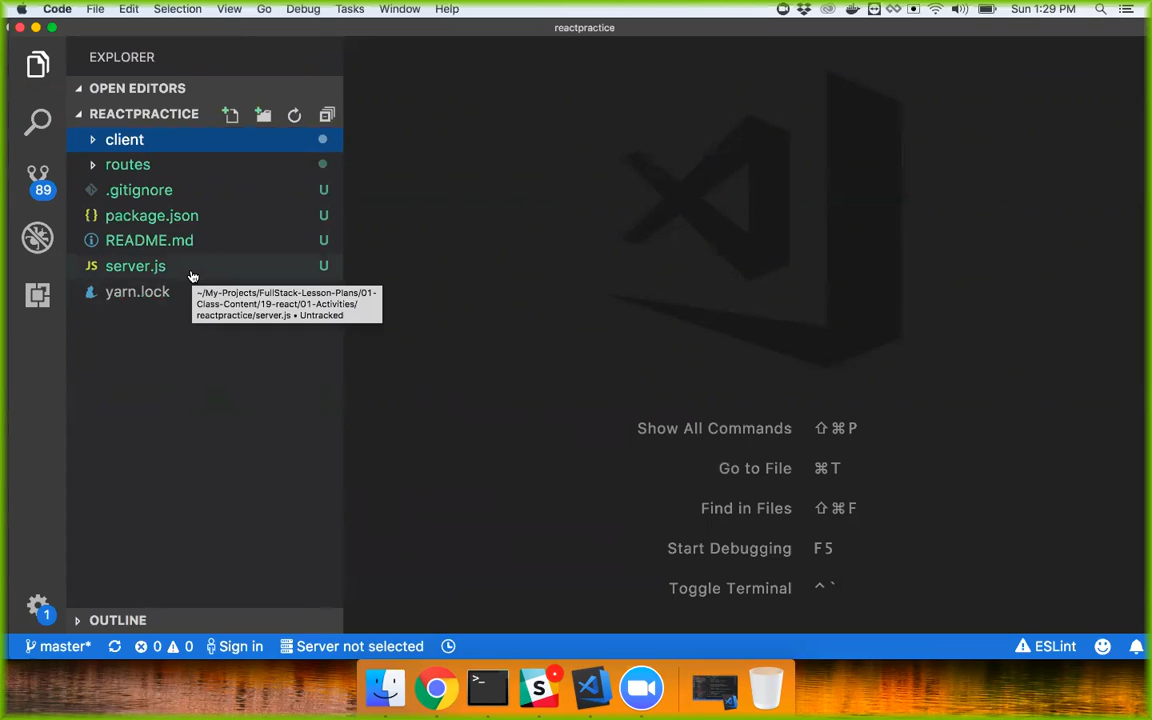 Code File Edit Selection View Go Debug Tasks Window Help Sun 1:29 PM
reactpractice
EXPLORER
OPEN EDITORS
REACTPRACTICE
client
routes
.gitignore U
package.json U
README.md U
server.js U
yarn.lock
~/My-Projects/FullStack-Lesson-Plans/01-
Class-Content/19-react/01-Activities/
reactpractice/server.js • Untracked
89
Show All Commands ⇧⌘P
Go to File ⌘T
Find in Files ⇧⌘F
Start Debugging F5
Toggle Terminal ^`
1
OUTLINE
master* 0 0 Sign in Server not selected ESLint